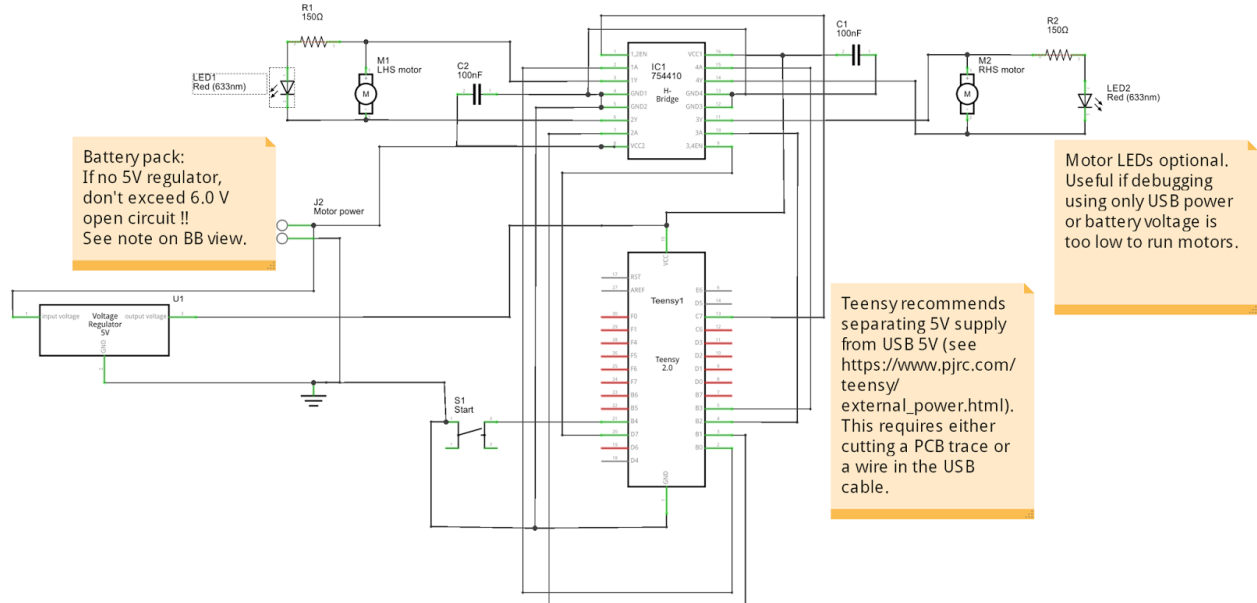 R1
150Ω
M1
LHS motor
LED1
Red (633nm)
C2
100nF
IC1
754410
H-
Bridge
1,2EN
1A
1Y
GND1
GND2
2Y
2A
VCC2
VCC1
4A
4Y
GND4
GND3
3Y
3A
3,4EN
C1
100nF
R2
150Ω
M2
RHS motor
M
M
LED2
Red (633nm)
Battery pack:
If no 5V regulator,
don't exceed 6.0 V
open circuit !!
See note on BB view.
J2
Motor power
Motor LEDs optional.
Useful if debugging
using only USB power
or battery voltage is
too low to run motors.
U1
input voltage
Voltage
Regulator
5V
output voltage
GND
VCC
RST
AREF
F0
F1
F4
F5
F6
F7
B6
B5
B4
D7
D6
D4
Teensy1
Teensy
2.0
E6
D5
C7
C6
D3
D2
D1
D0
B7
B3
B2
B1
B0
GND
S1
Start
Teensy recommends
separating 5V supply
from USB 5V (see
https://www.pjrc.com/
teensy/
external_power.html).
This requires either
cutting a PCB trace or
a wire in the USB
cable.